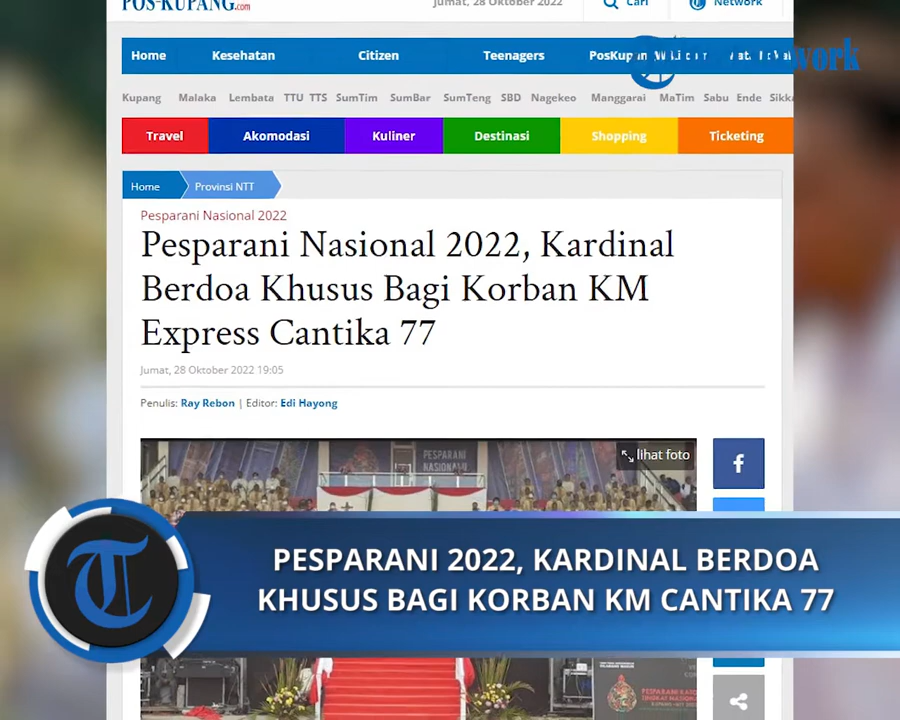 POS-KUPANG.com
Jumat, 28 Oktober 2022
Cari
Network
Home Kesehatan Citizen Teenagers
Kupang Malaka Lembata TTU TTS SumTim SumBar SumTeng SBD Nagekeo Manggarai MaTim Sabu Ende Sikka
Travel Akomodasi Kuliner Destinasi Shopping Ticketing
Home Provinsi NTT
Pesparani Nasional 2022
Pesparani Nasional 2022, Kardinal
Berdoa Khusus Bagi Korban KM
Express Cantika 77
Jumat, 28 Oktober 2022 19:05
Penulis: Ray Rebon | Editor: Edi Hayong
PESPARANI
NASIONAL
lihat foto
f
T
PESPARANI 2022, KARDINAL BERDOA
KHUSUS BAGI KORBAN KM CANTIKA 77